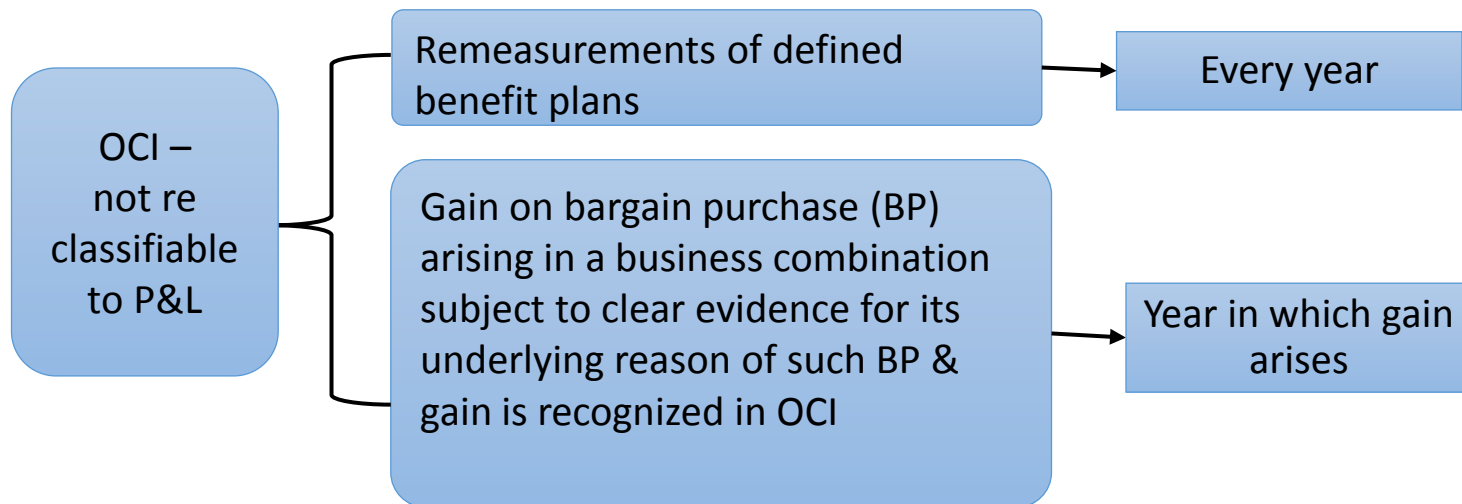 OCI –
not re
classifiable
to P&L
Remeasurements of defined
benefit plans
Every year
Gain on bargain purchase (BP)
arising in a business combination
subject to clear evidence for its
underlying reason of such BP &
gain is recognized in OCI
Year in which gain
arises